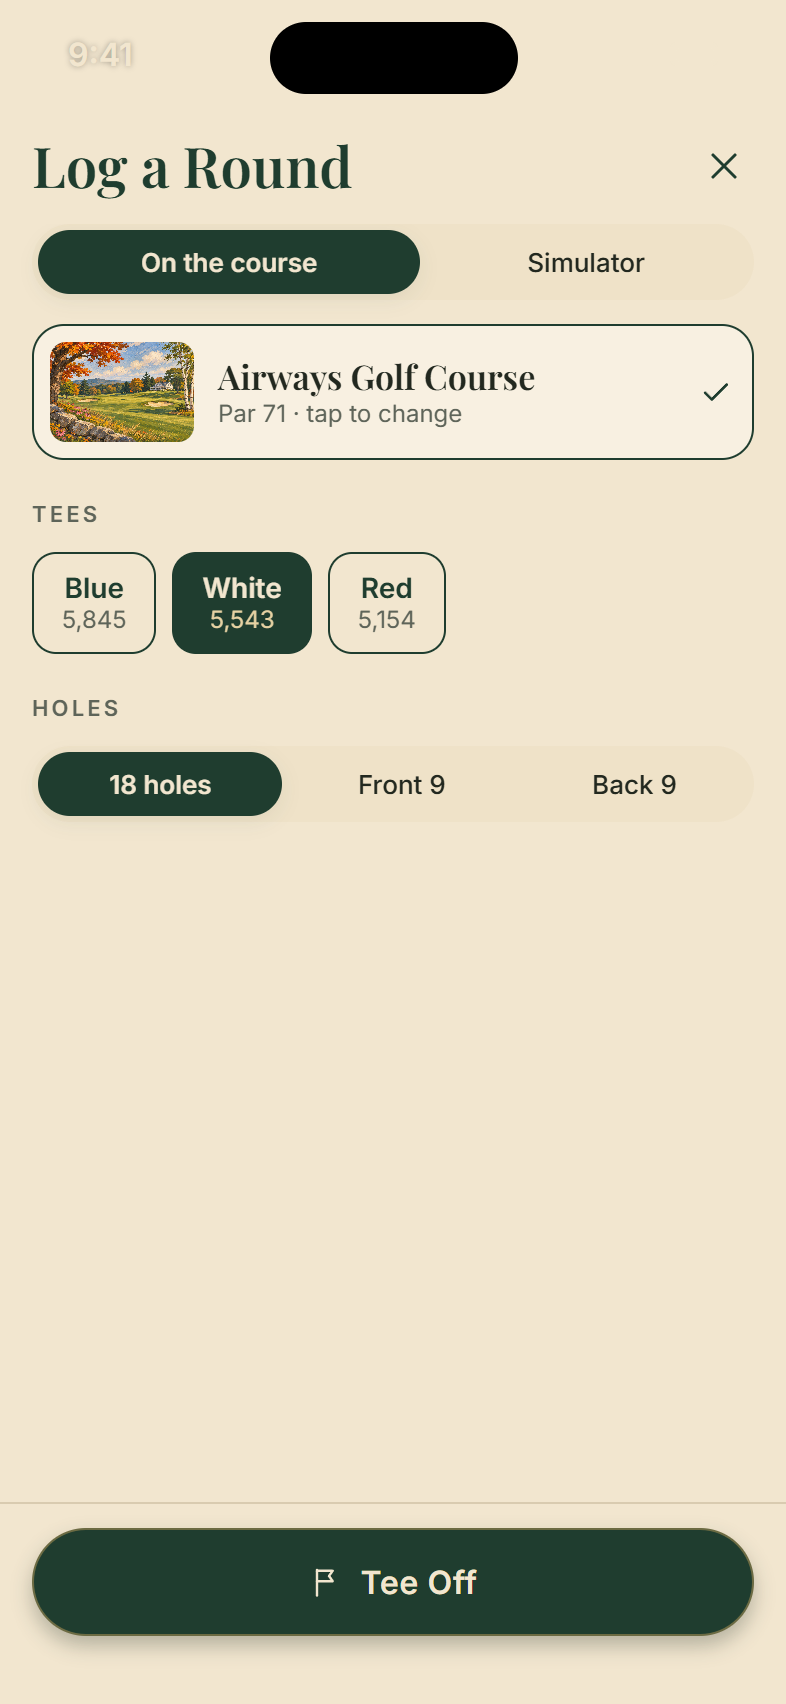 9:41
Log a Round
On the course
Simulator
Airways Golf Course
Par 71 · tap to change
TEES
Blue
5,845
White
5,543
Red
5,154
HOLES
18 holes
Front 9
Back 9
Tee Off